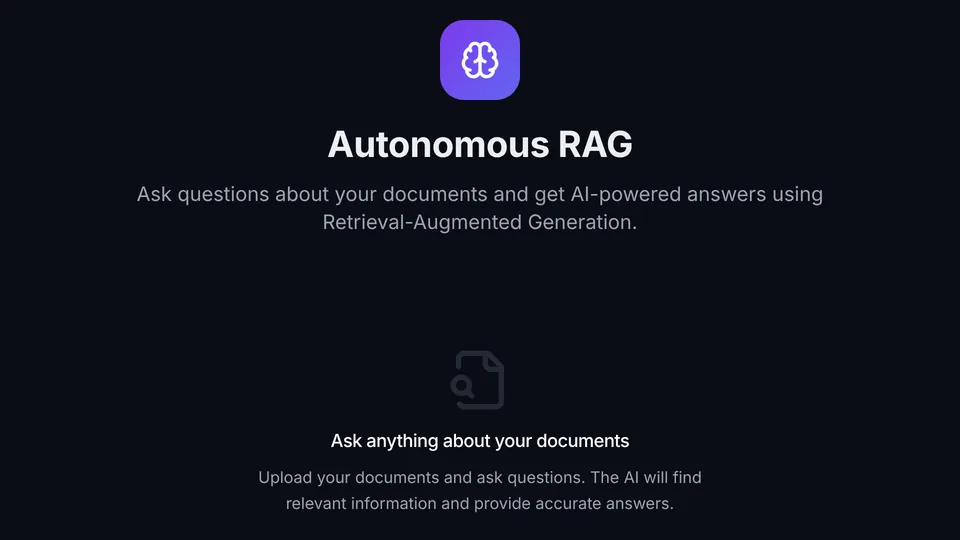 Autonomous RAG
Ask questions about your documents and get AI-powered answers using
Retrieval-Augmented Generation.
Ask anything about your documents
Upload your documents and ask questions. The AI will find
relevant information and provide accurate answers.